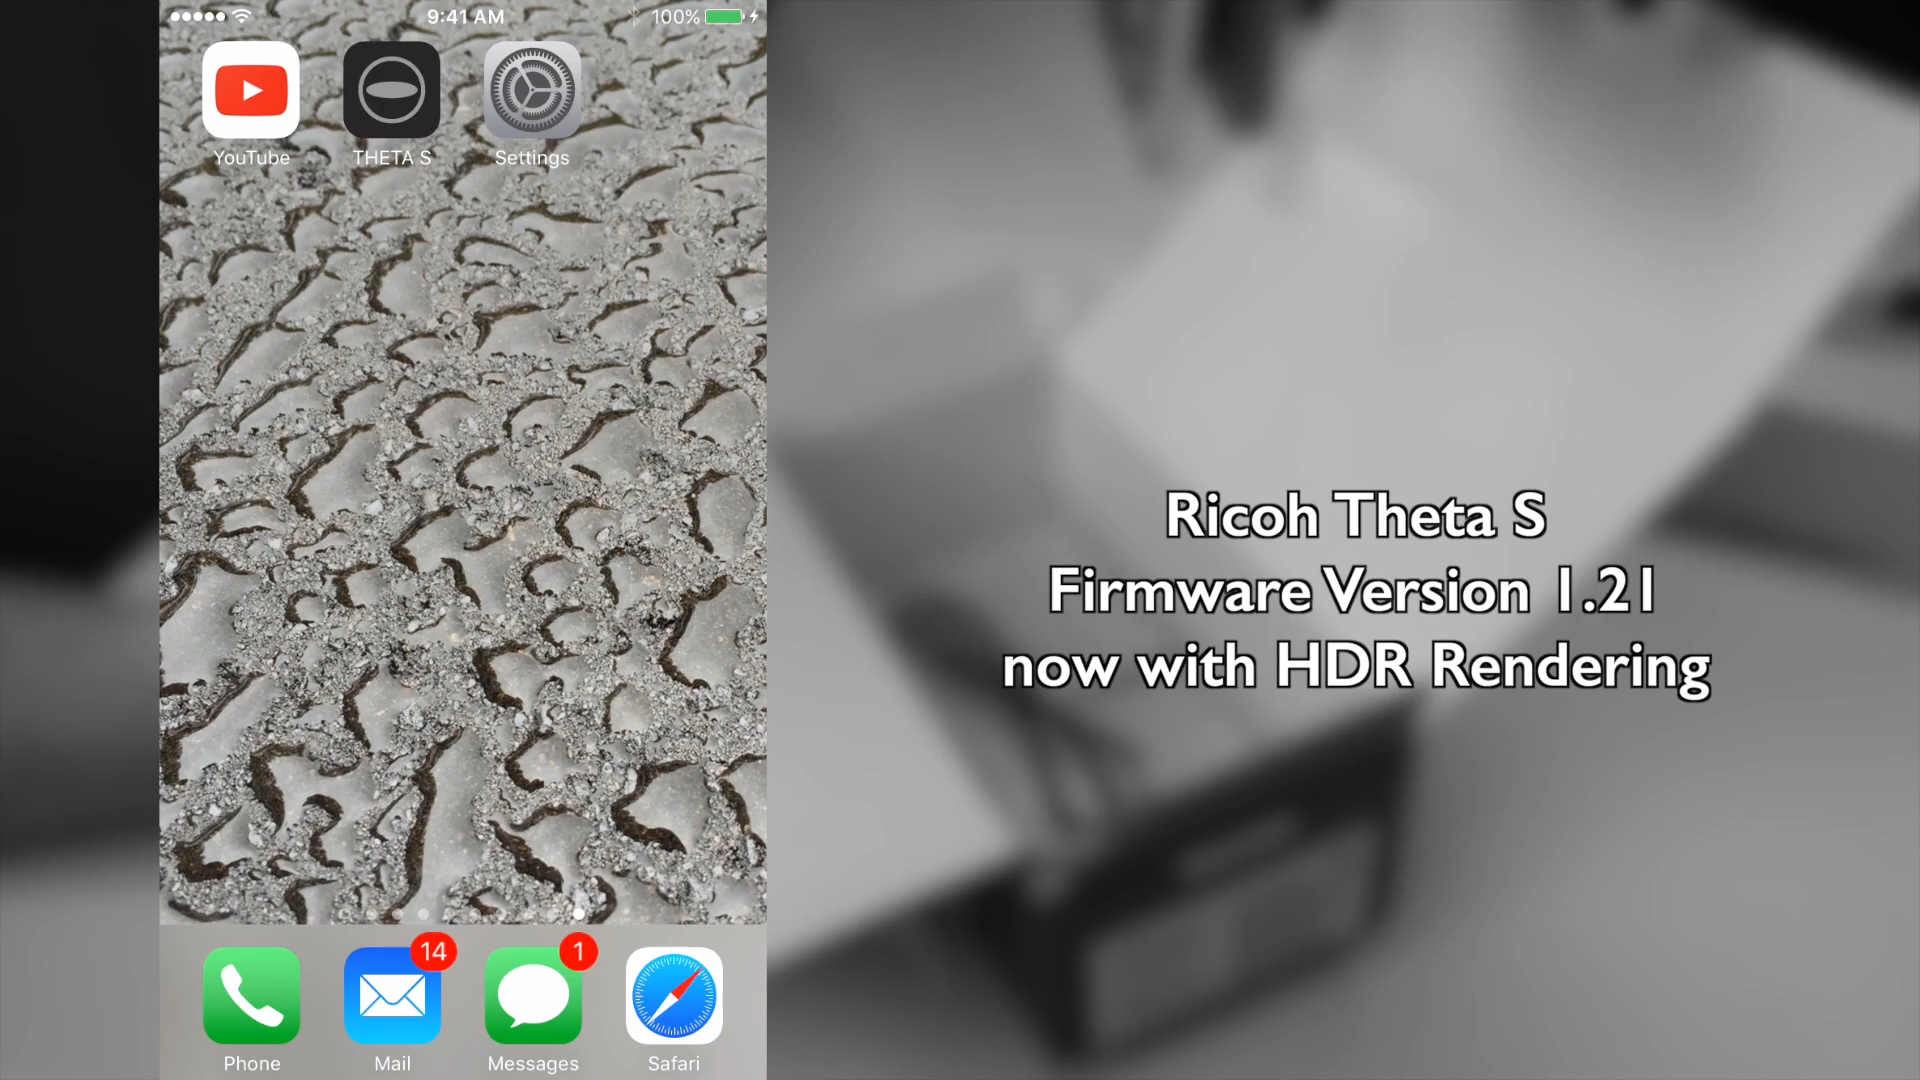 9:41 AM
100%
YouTube
THETA S
Settings
Ricoh Theta S
Firmware Version 1.21
now with HDR Rendering
14
1
Phone
Mail
Messages
Safari